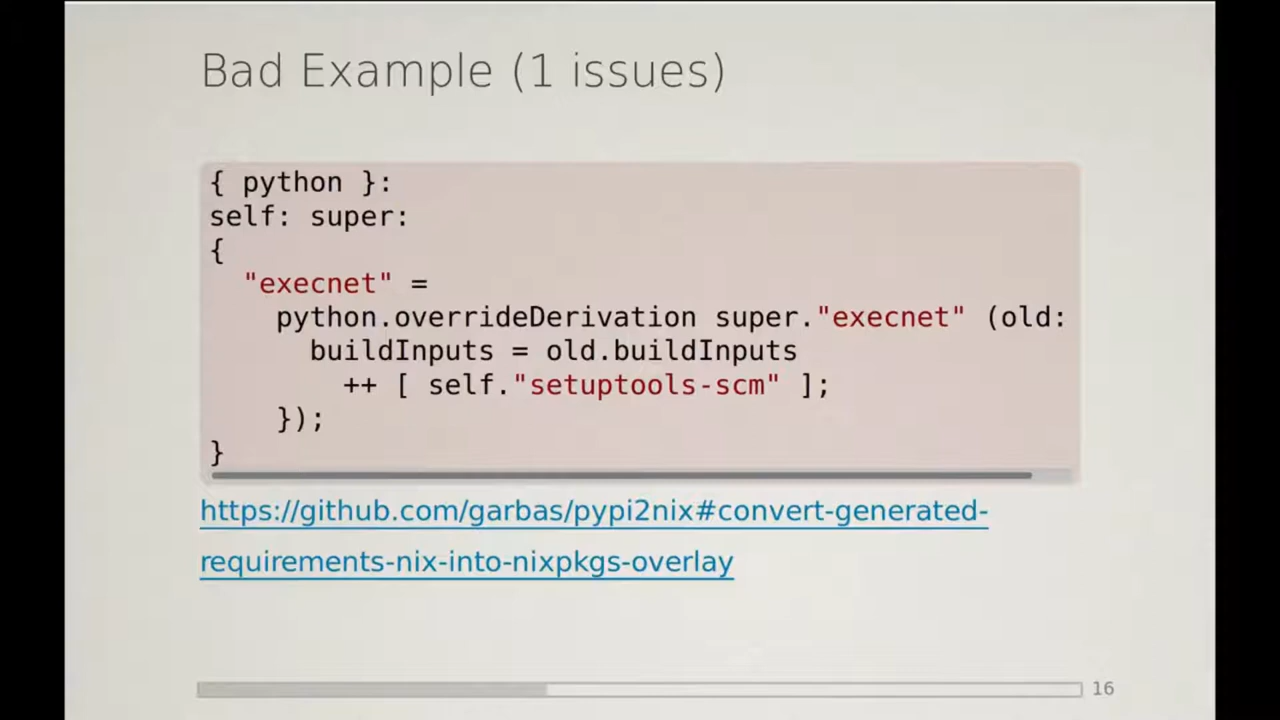 Bad Example (1 issues)
{ python }:
self: super:
{
  "execnet" =
    python.overrideDerivation super."execnet" (old:
      buildInputs = old.buildInputs
        ++ [ self."setuptools-scm" ];
    });
}
https://github.com/garbas/pypi2nix#convert-generated-
requirements-nix-into-nixpkgs-overlay
16